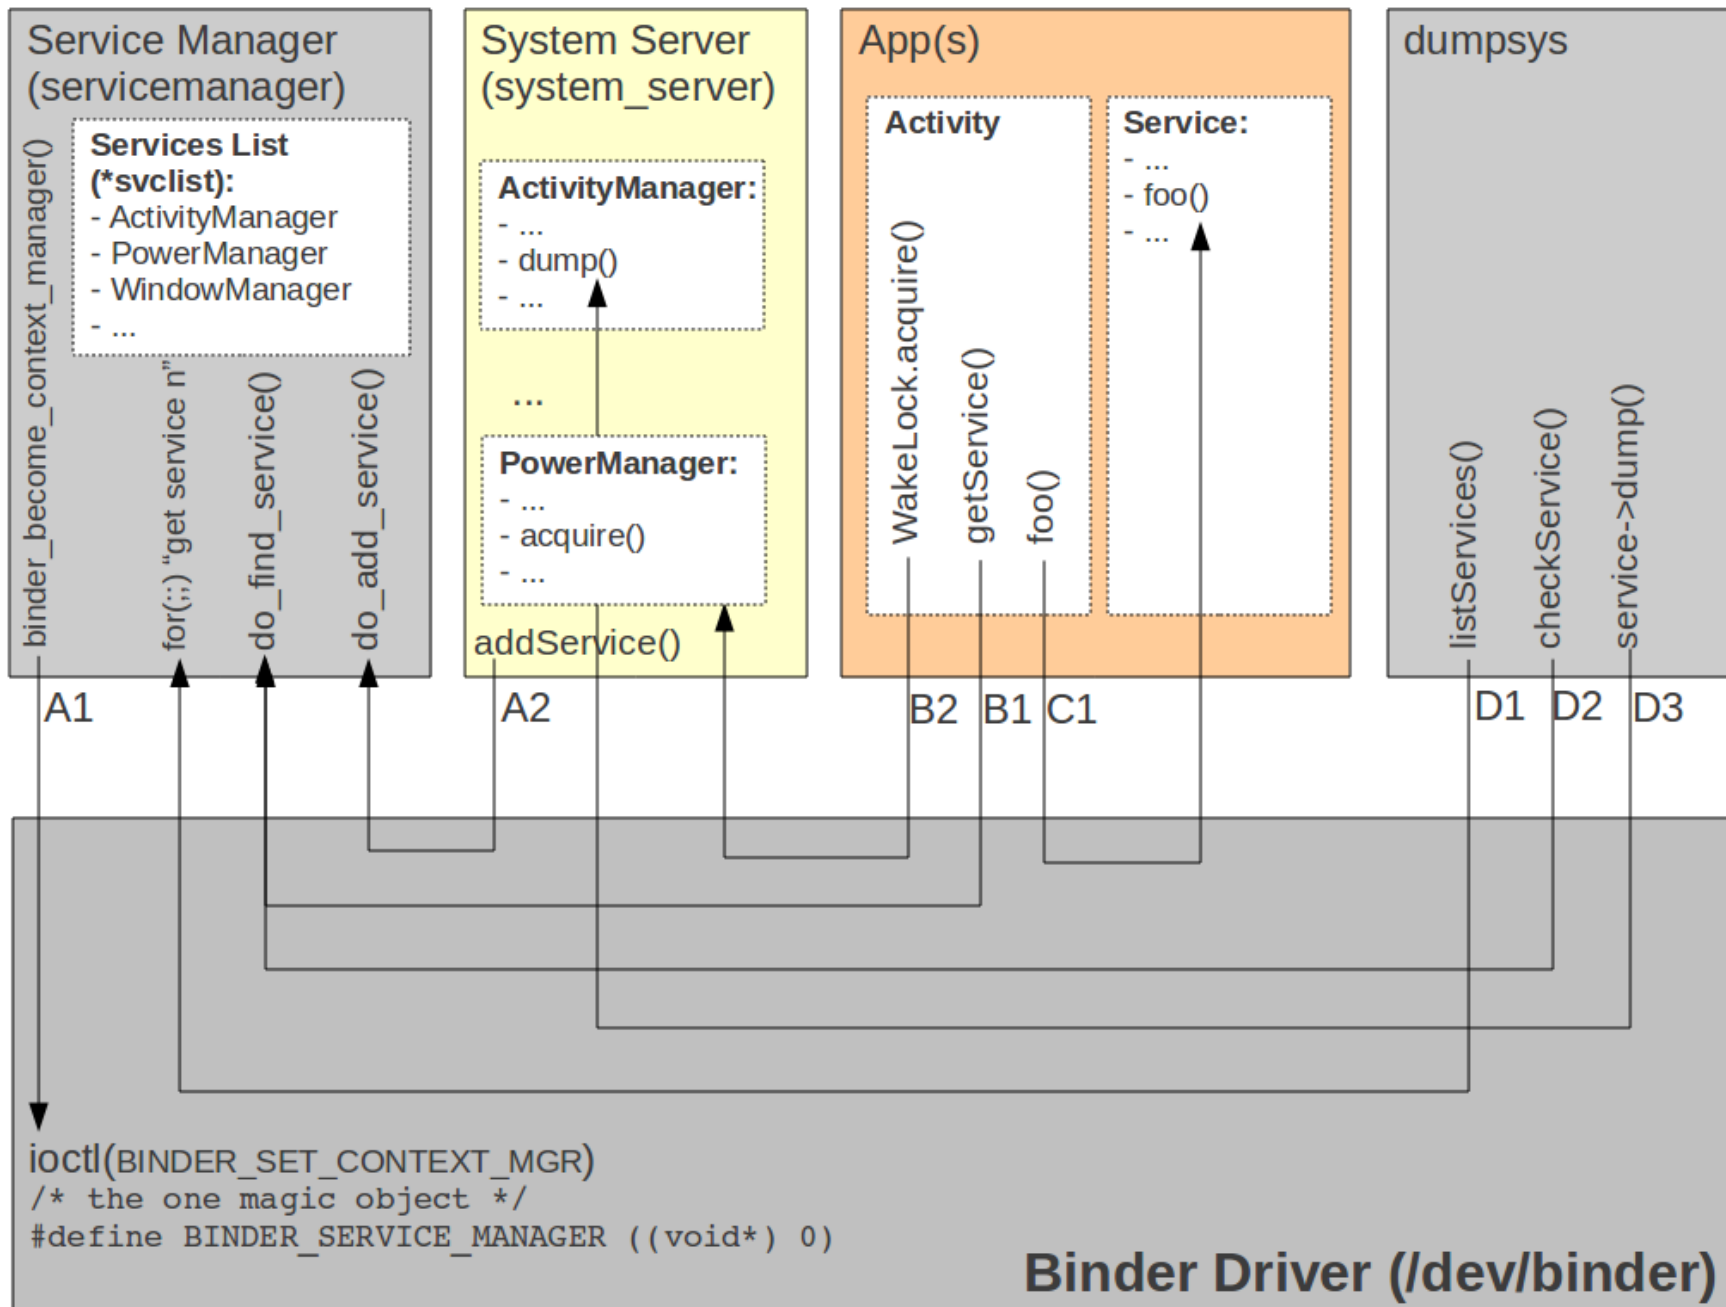 Service Manager
(servicemanager)
binder_become_context_manager()
Services List
(*svclist):
- ActivityManager
- PowerManager
- WindowManager
- ...
for(;;) “get service n”
do_find_service()
do_add_service()
A1
System Server
(system_server)
ActivityManager:
- ...
- dump()
- ...
...
PowerManager:
- ...
- acquire()
- ...
addService()
A2
App(s)
Activity
WakeLock.acquire()
getService()
foo()
Service:
- ...
- foo()
- ...
B2
B1
C1
dumpsys
listServices()
checkService()
service->dump()
D1
D2
D3
ioctl(BINDER_SET_CONTEXT_MGR)
/* the one magic object */
#define BINDER_SERVICE_MANAGER ((void*) 0)
Binder Driver (/dev/binder)